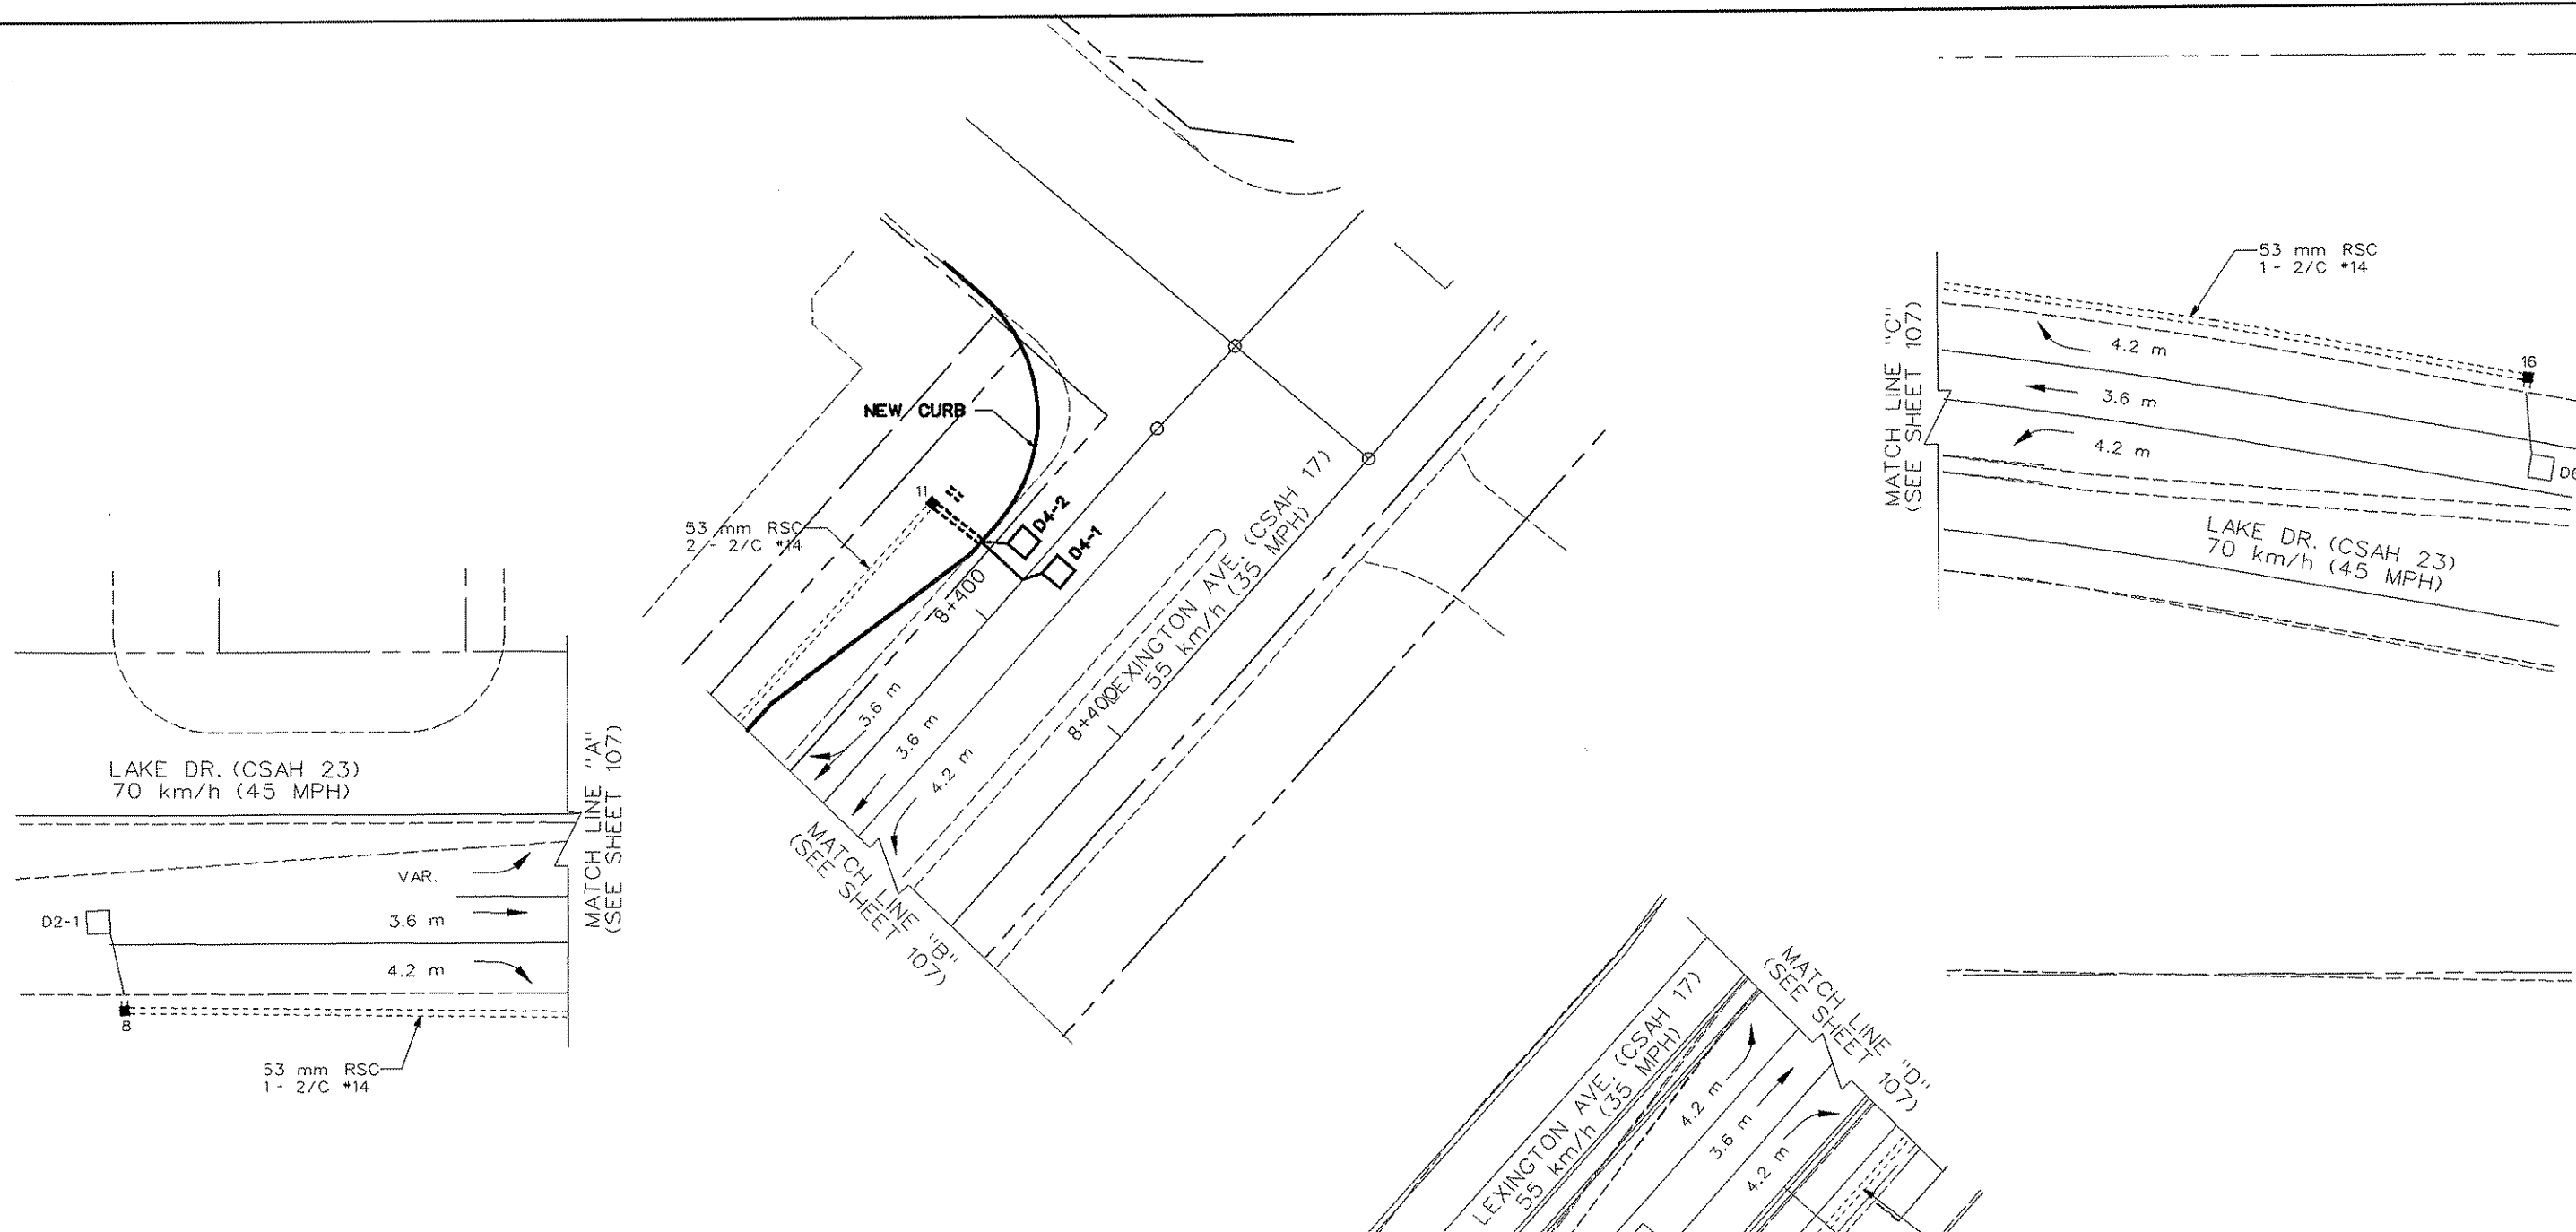 NEW CURB
11
11
53 mm RSC
2 - 2/C #14
D4-2
D4-1
8+400
8+400
LEXINGTON AVE. (CSAH 17)
55 km/h (35 MPH)
3.6 m
3.6 m
4.2 m
MATCH LINE "B"
(SEE SHEET 107)
LAKE DR. (CSAH 23)
70 km/h (45 MPH)
MATCH LINE "A"
(SEE SHEET 107)
VAR.
D2-1
3.6 m
4.2 m
8
53 mm RSC
1- 2/C #14
53 mm RSC
1- 2/C #14
MATCH LINE "C"
(SEE SHEET 107)
4.2 m
16
3.6 m
4.2 m
LAKE DR. (CSAH 23)
70 km/h (45 MPH)
MATCH LINE "D"
(SEE SHEET 107)
LEXINGTON AVE. (CSAH 17)
55 km/h (35 MPH)
4.2 m
3.6 m
4.2 m